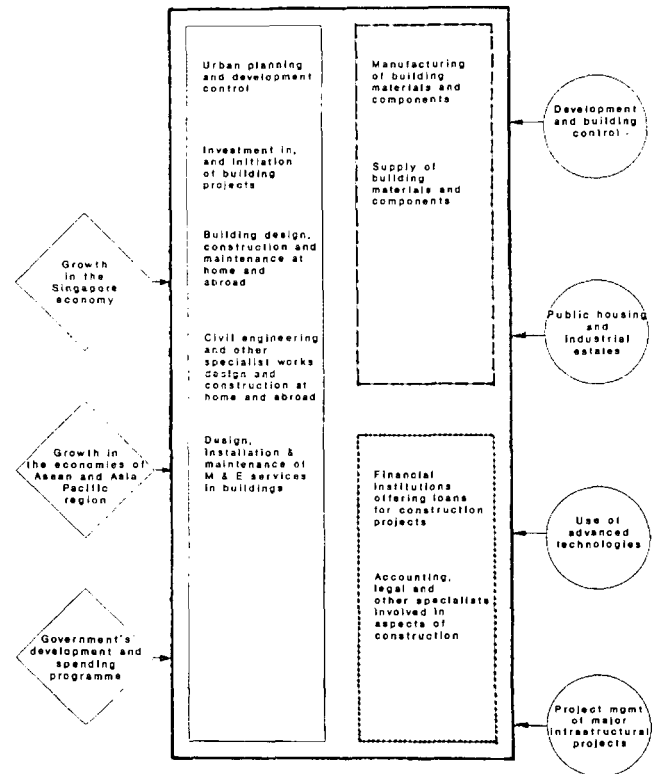 Growth
in the
Singapore
economy
Growth in
the economies of
Asean and Asia
Pacific
region
Government's
development and
spending
programme
Urban planning
and development
control
Investment in,
and initiation
of building
projects
Building design,
construction and
maintenance at
home and
abroad
Civil engineering
and other
specialist works
design and
construction at
home and abroad
Design,
Installation &
maintenance of
M & E services
in buildings
Manufacturing
of building
materials and
components
Supply of
building
materials and
components
Financial
institutions
offering loans
for construction
projects
Accounting,
legal and
other specialists
involved in
aspects of
construction
Development
and building
control
Public housing
and
industrial
estates
Use of
advanced
technologies
Project mgmt
of major
infrastructural
projects